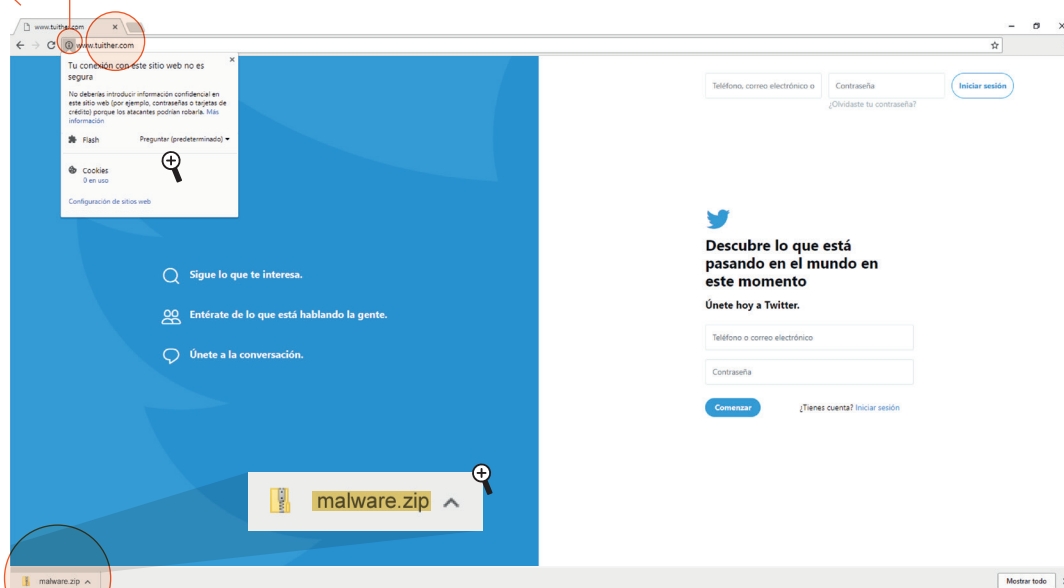 www.tuither.com
www.tuither.com
Tu conexión con este sitio web no es
segura
No deberías introducir información confidencial en
este sitio web (por ejemplo, contraseñas o tarjetas de
crédito) porque los atacantes podrían robarla. Más
información
Flash Preguntar (predeterminado)
Cookies
0 en uso
Configuración de sitios web
Teléfono, correo electrónico o Contraseña Iniciar sesión
¿Olvidaste tu contraseña?
Sigue lo que te interesa.
Entérate de lo que está hablando la gente.
Únete a la conversación.
Descubre lo que está
pasando en el mundo en
este momento
Únete hoy a Twitter.
Teléfono o correo electrónico
Contraseña
Comenzar ¿Tienes cuenta? Iniciar sesión
malware.zip
malware.zip Mostrar todo